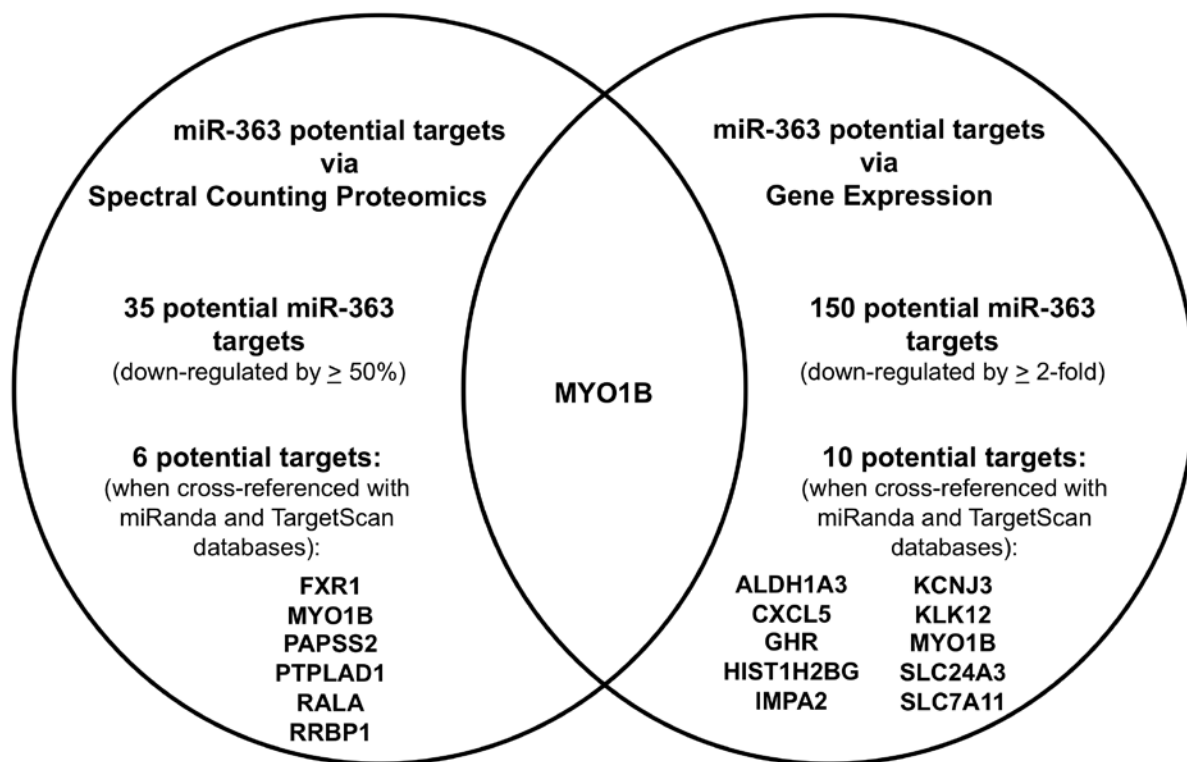 miR-363 potential targets
via
Spectral Counting Proteomics
35 potential miR-363
targets
(down-regulated by ≥ 50%)
6 potential targets:
(when cross-referenced with
miRanda and TargetScan
databases):
FXR1
MYO1B
PAPSS2
PTPLAD1
RALA
RRBP1
MYO1B
miR-363 potential targets
via
Gene Expression
150 potential miR-363
targets
(down-regulated by ≥ 2-fold)
10 potential targets:
(when cross-referenced with
miRanda and TargetScan
databases):
ALDH1A3 KCNJ3
CXCL5 KLK12
GHR MYO1B
HIST1H2BG SLC24A3
IMPA2 SLC7A11